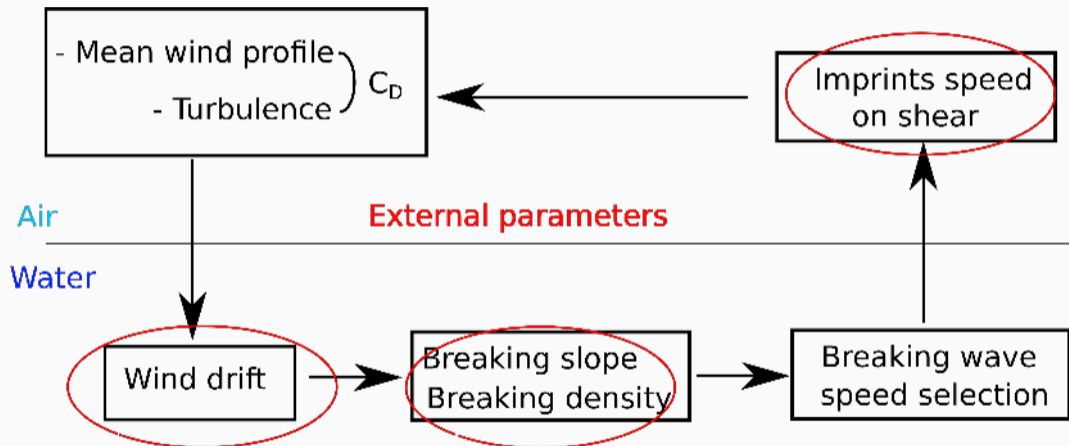 - Mean wind profile
- Turbulence
C_D
Imprints speed
on shear
Air
External parameters
Water
Wind drift
Breaking slope
Breaking density
Breaking wave
speed selection